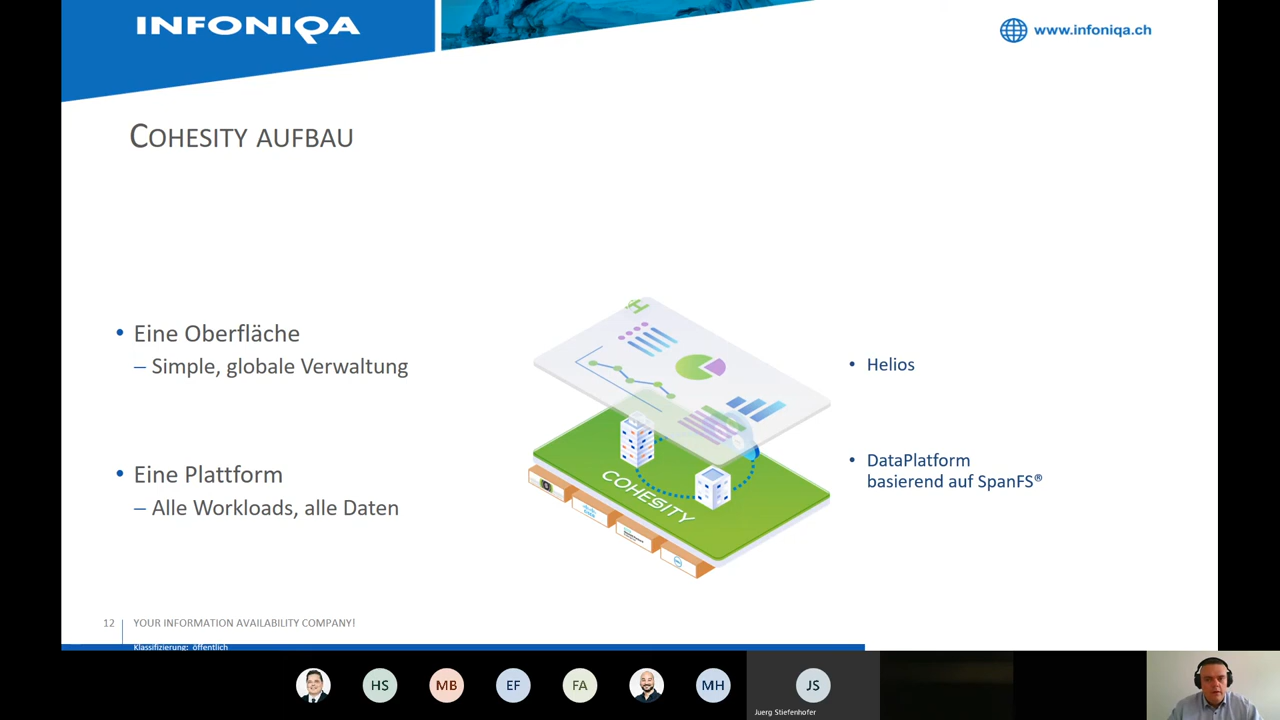 INFONIQA
www.infoniqa.ch
COHESITY AUFBAU
• Eine Oberfläche
– Simple, globale Verwaltung
• Helios
• Eine Plattform
– Alle Workloads, alle Daten
• DataPlatform
basierend auf SpanFS®
H
COHESITY
CISCO
DELL
12
YOUR INFORMATION AVAILABILITY COMPANY!
Klassifizierung: öffentlich
HS
MB
EF
FA
MH
JS
Juerg Stiefenhofer